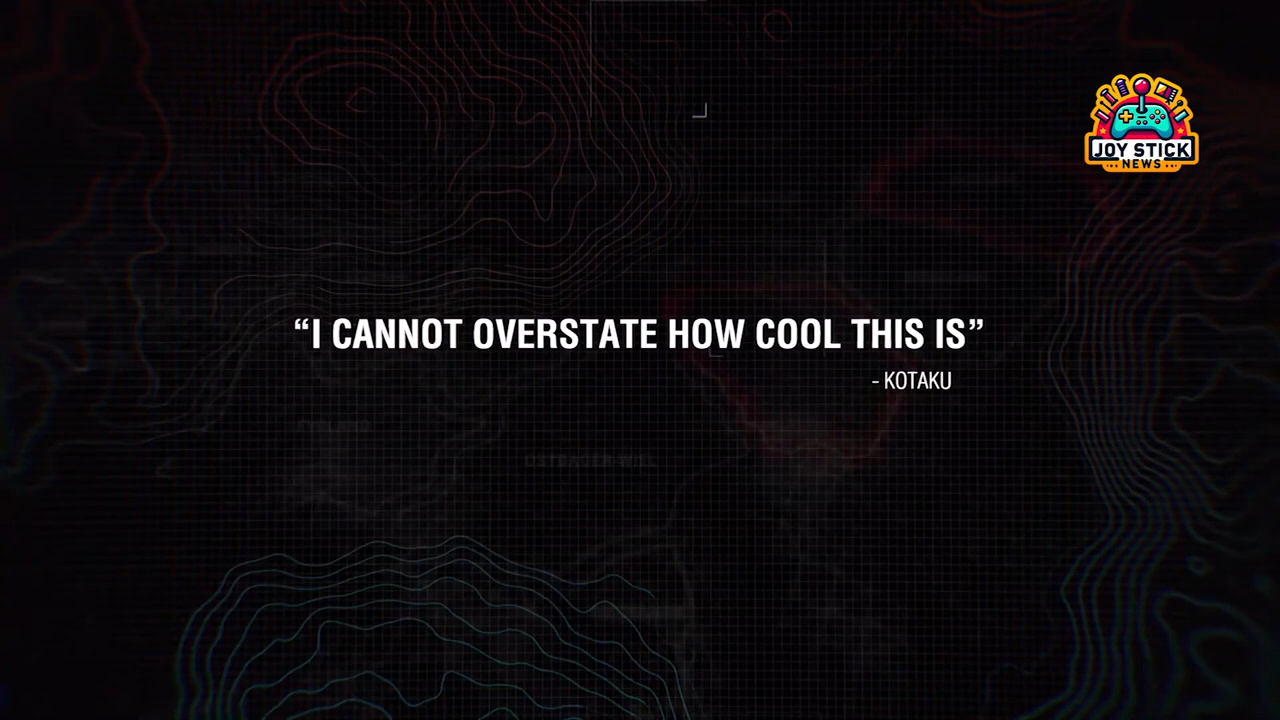 JOY STICK
NEWS
“I CANNOT OVERSTATE HOW COOL THIS IS”
- KOTAKU